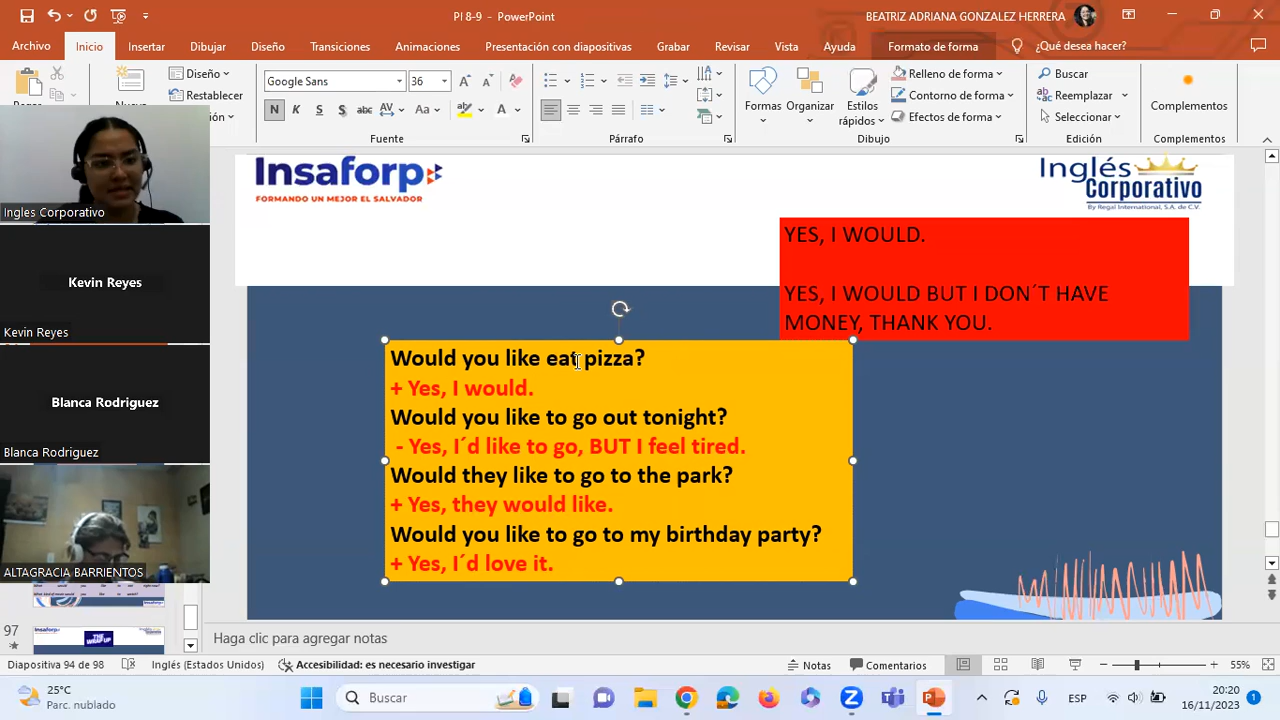 PI 8-9 - PowerPoint
BEATRIZ ADRIANA GONZALEZ HERRERA
Archivo Inicio Insertar Dibujar Diseño Transiciones Animaciones Presentación con diapositivas Grabar Revisar Vista Ayuda Formato de forma ¿Qué desea hacer?
Diseño
Restablecer
Google Sans 36
N K S abc AV Aa A
Fuente
Párrafo
Formas Organizar Estilos rápidos
Relleno de forma
Contorno de forma
Efectos de forma
Dibujo
Buscar
Reemplazar
Seleccionar
Edición
Complementos
Complementos
Ingles Corporativo
Kevin Reyes
Kevin Reyes
Blanca Rodriguez
Blanca Rodriguez
ALTAGRACIA BARRIENTOS
Insaforp
FORMANDO UN MEJOR EL SALVADOR
Inglés Corporativo
By Regal International, S.A. de C.V.
YES, I WOULD.
YES, I WOULD BUT I DON´T HAVE
MONEY, THANK YOU.
Would you like eat pizza?
+ Yes, I would.
Would you like to go out tonight?
- Yes, I´d like to go, BUT I feel tired.
Would they like to go to the park?
+ Yes, they would like.
Would you like to go to my birthday party?
+ Yes, I´d love it.
97
Insaforp
THE WRAP UP
Haga clic para agregar notas
Diapositiva 94 de 98 Inglés (Estados Unidos) Accesibilidad: es necesario investigar Notas Comentarios 55%
25°C
Parc. nublado
Buscar
ESP
20:20
16/11/2023
1